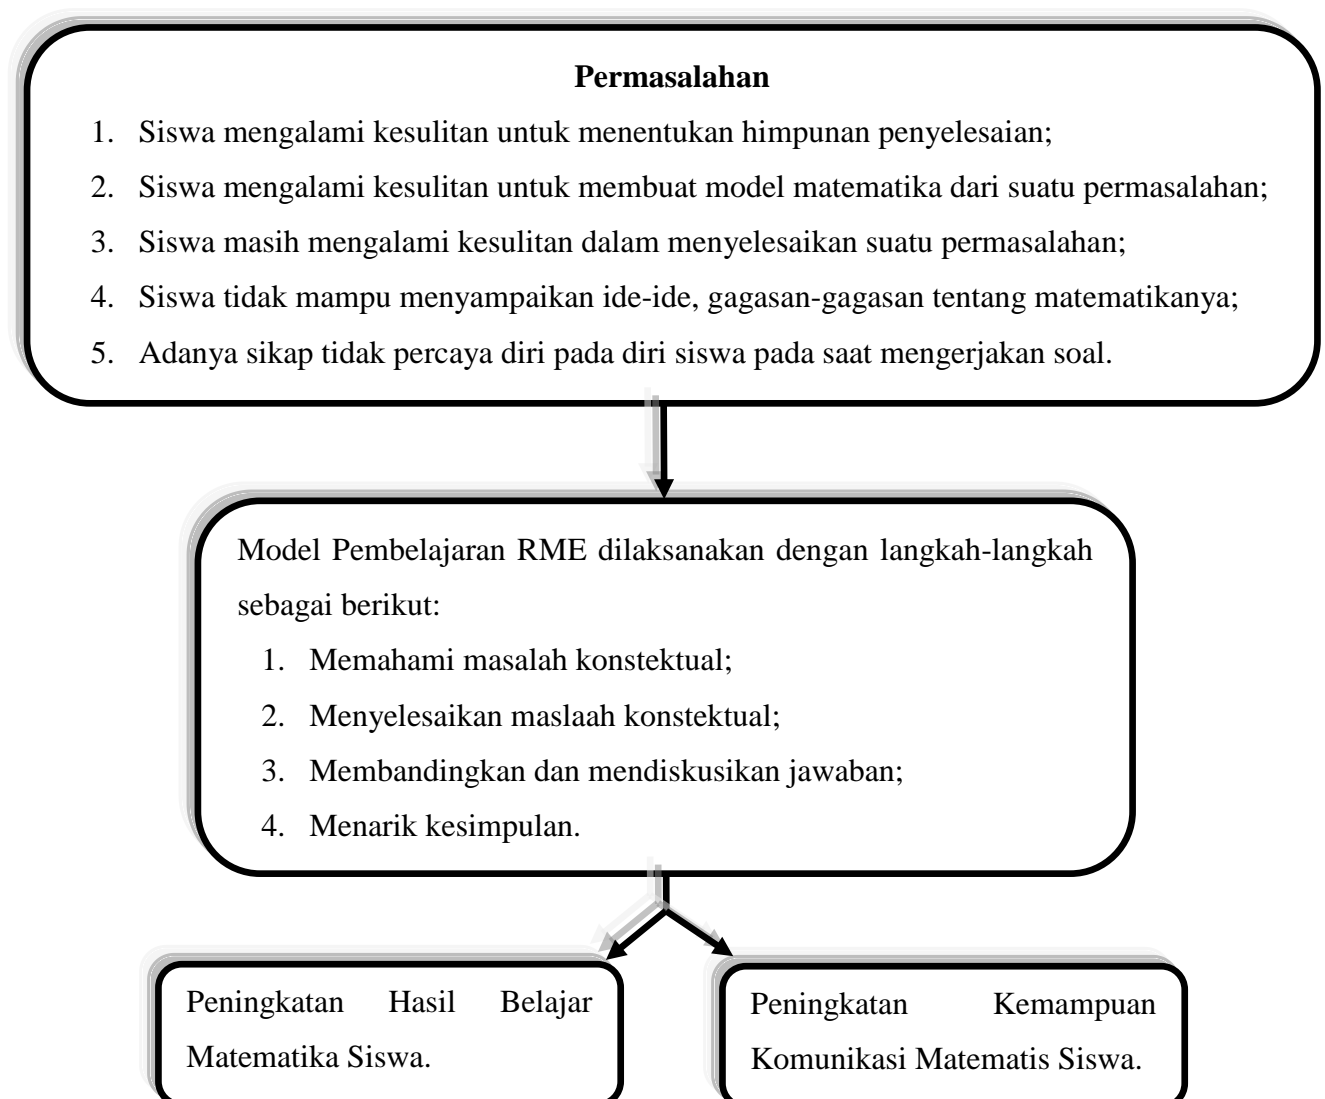 Permasalahan
1. Siswa mengalami kesulitan untuk menentukan himpunan penyelesaian;
2. Siswa mengalami kesulitan untuk membuat model matematika dari suatu permasalahan;
3. Siswa masih mengalami kesulitan dalam menyelesaikan suatu permasalahan;
4. Siswa tidak mampu menyampaikan ide-ide, gagasan-gagasan tentang matematikanya;
5. Adanya sikap tidak percaya diri pada diri siswa pada saat mengerjakan soal.
Model Pembelajaran RME dilaksanakan dengan langkah-langkah
sebagai berikut:
1. Memahami masalah konstektual;
2. Menyelesaikan maslaah konstektual;
3. Membandingkan dan mendiskusikan jawaban;
4. Menarik kesimpulan.
Peningkatan Hasil Belajar
Matematika Siswa.
Peningkatan Kemampuan
Komunikasi Matematis Siswa.